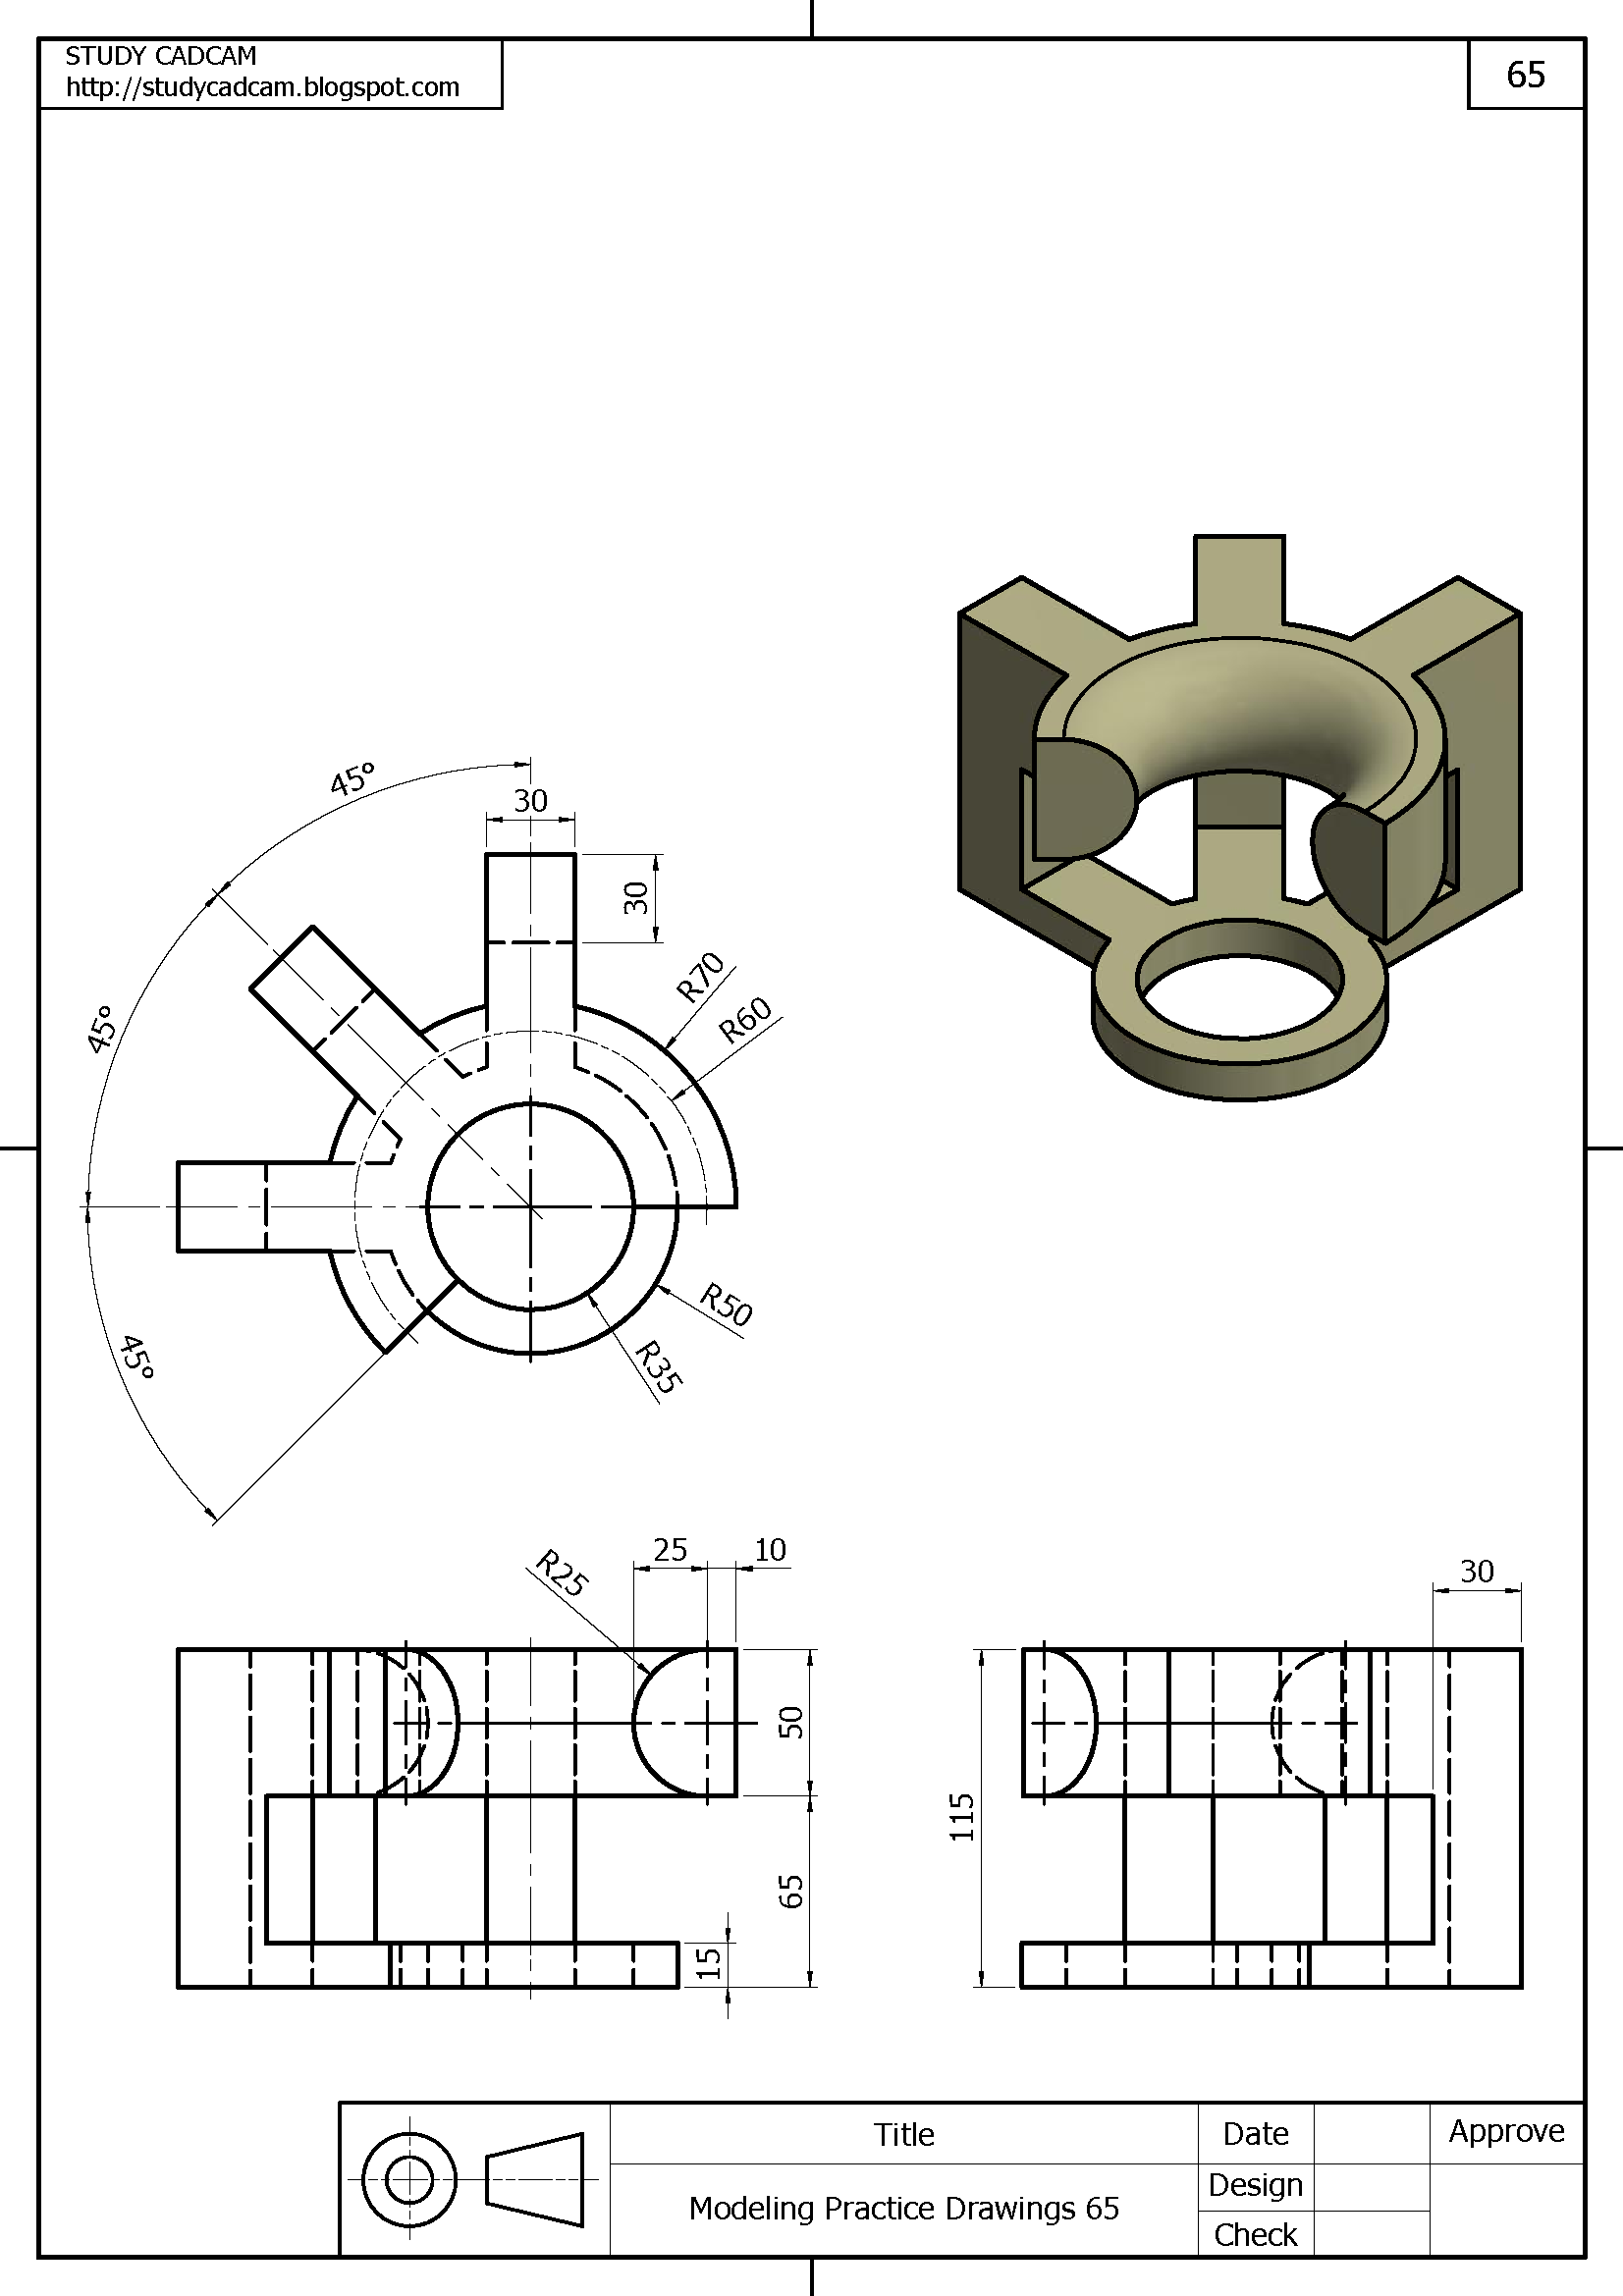 STUDY CADCAM
http://studycadcam.blogspot.com
65
45°
30
30
45°
R70
R60
45°
R50
R35
R25
25
10
30
50
115
65
15
Title
Date
Approve
Modeling Practice Drawings 65
Design
Check